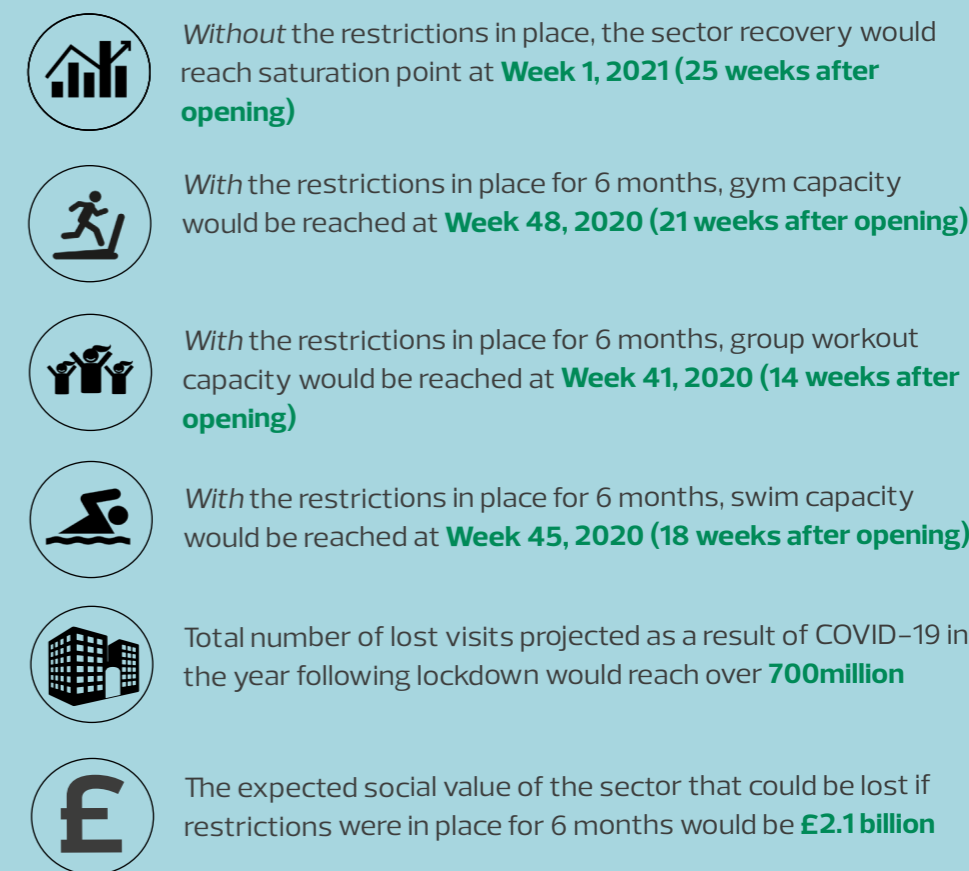 Without the restrictions in place, the sector recovery would
reach saturation point at Week 1, 2021 (25 weeks after
opening)
With the restrictions in place for 6 months, gym capacity
would be reached at Week 48, 2020 (21 weeks after opening)
With the restrictions in place for 6 months, group workout
capacity would be reached at Week 41, 2020 (14 weeks after
opening)
With the restrictions in place for 6 months, swim capacity
would be reached at Week 45, 2020 (18 weeks after opening)
Total number of lost visits projected as a result of COVID-19 in
the year following lockdown would reach over 700million
£
The expected social value of the sector that could be lost if
restrictions were in place for 6 months would be £2.1 billion